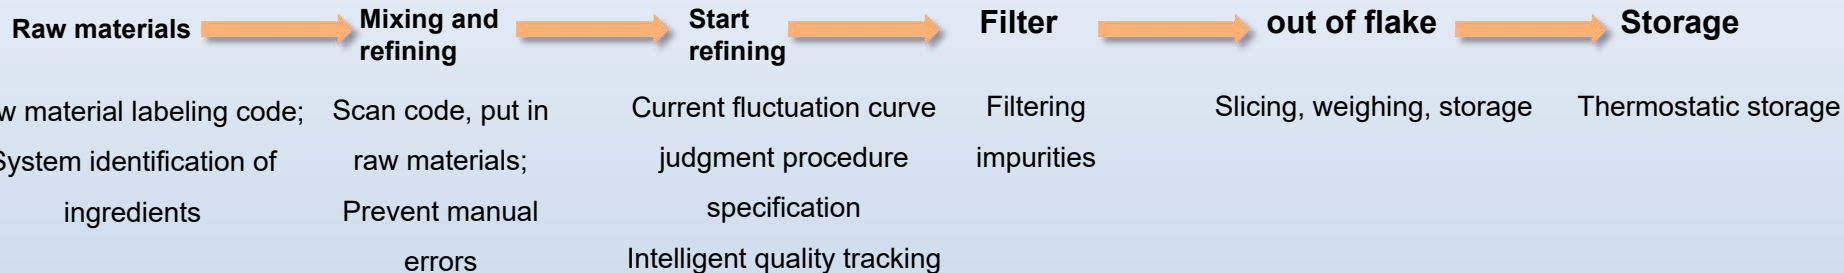 Raw materials
Mixing and
refining
Start
refining
Filter
out of flake
Storage
material labeling code;
System identification of
ingredients
Scan code, put in
raw materials;
Prevent manual
errors
Current fluctuation curve
judgment procedure
specification
Intelligent quality tracking
Filtering
impurities
Slicing, weighing, storage
Thermostatic storage